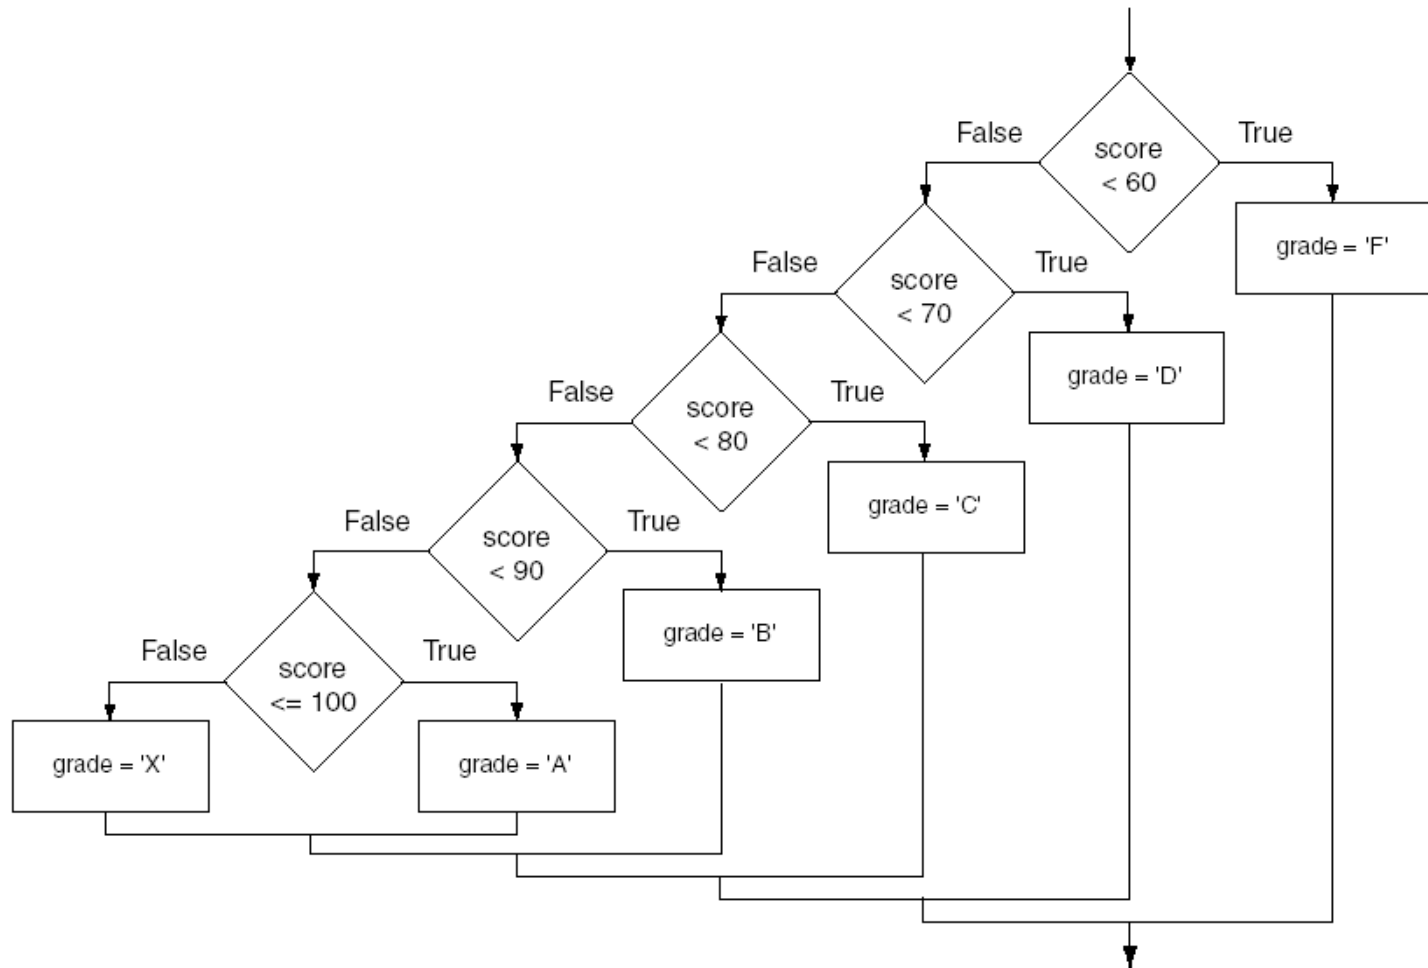 False
True
score
< 60
grade = 'F'
False
True
score
< 70
grade = 'D'
False
True
score
< 80
grade = 'C'
False
True
score
< 90
grade = 'B'
False
True
score
<= 100
grade = 'X'
grade = 'A'